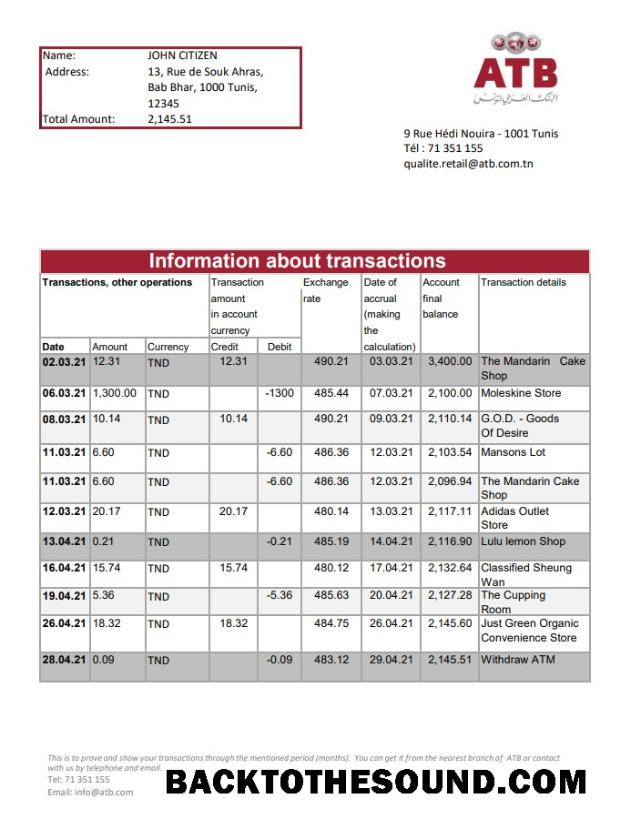 Name: JOHN CITIZEN
Address: 13, Rue de Souk Ahras,
Bab Bhar, 1000 Tunis,
12345
Total Amount: 2,145.51
ATB
البنك العربي لتونس
9 Rue Hédi Nouira - 1001 Tunis
Tél : 71 351 155
qualite.retail@atb.com.tn
Information about transactions
Transactions, other operations Transaction amount in account currency Exchange rate Date of accrual (making the calculation) Account final balance Transaction details
Date Amount Currency Credit Debit
02.03.21 12.31 TND 12.31 490.21 03.03.21 3,400.00 The Mandarin Cake
Shop
06.03.21 1,300.00 TND -1300 485.44 07.03.21 2,100.00 Moleskine Store
08.03.21 10.14 TND 10.14 490.21 09.03.21 2,110.14 G.O.D. - Goods
Of Desire
11.03.21 6.60 TND -6.60 486.36 12.03.21 2,103.54 Mansons Lot
11.03.21 6.60 TND -6.60 486.36 12.03.21 2,096.94 The Mandarin Cake
Shop
12.03.21 20.17 TND 20.17 480.14 13.03.21 2,117.11 Adidas Outlet
Store
13.04.21 0.21 TND -0.21 485.19 14.04.21 2,116.90 Lulu lemon Shop
16.04.21 15.74 TND 15.74 480.12 17.04.21 2,132.64 Classified Sheung
Wan
19.04.21 5.36 TND -5.36 485.63 20.04.21 2,127.28 The Cupping
Room
26.04.21 18.32 TND 18.32 484.75 26.04.21 2,145.60 Just Green Organic
Convenience Store
28.04.21 0.09 TND -0.09 483.12 29.04.21 2,145.51 Withdraw ATM
This is to prove and show your transactions through the mentioned period (months). You can get it from the nearest branch of ATB or contact
with us by telephone and email.
Tel: 71 351 155
Email: info@atb.com
BACKTOTHESOUND.COM